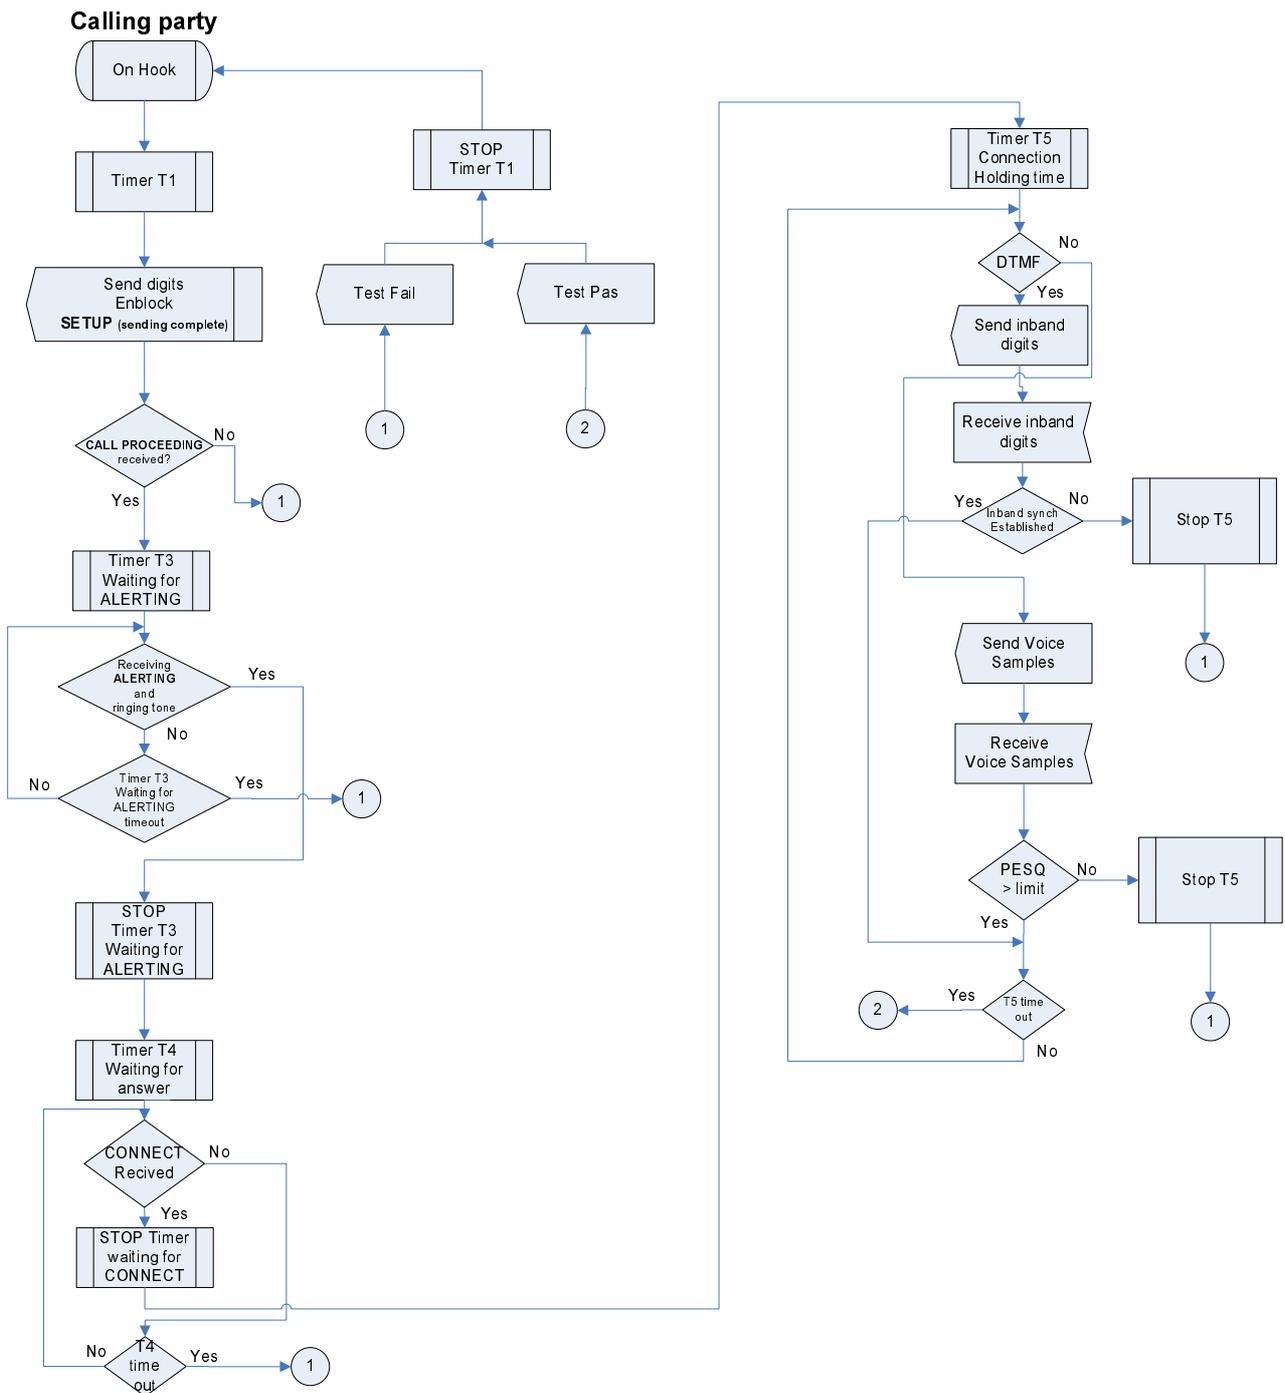 Calling party
On Hook
Timer T1
Send digits
Enblock
SETUP (sending complete)
CALL PROCEEDING
received?
No
1
Yes
Timer T3
Waiting for
ALERTING
Receiving
ALERTING
and
ringing tone
Yes
No
Timer T3
Waiting for
ALERTING
timeout
No
Yes
1
STOP
Timer T3
Waiting for
ALERTING
Timer T4
Waiting for
answer
CONNECT
Recived
No
Yes
STOP Timer
waiting for
CONNECT
T4
time
out
No
Yes
1
STOP
Timer T1
Test Fail
Test Pas
1
2
Timer T5
Connection
Holding time
DTMF
No
Yes
Send inband
digits
Receive inband
digits
Inband synch
Established
Yes
No
Stop T5
1
Send Voice
Samples
Receive
Voice Samples
PESQ
> limit
No
Stop T5
1
Yes
T5 time
out
Yes
2
No